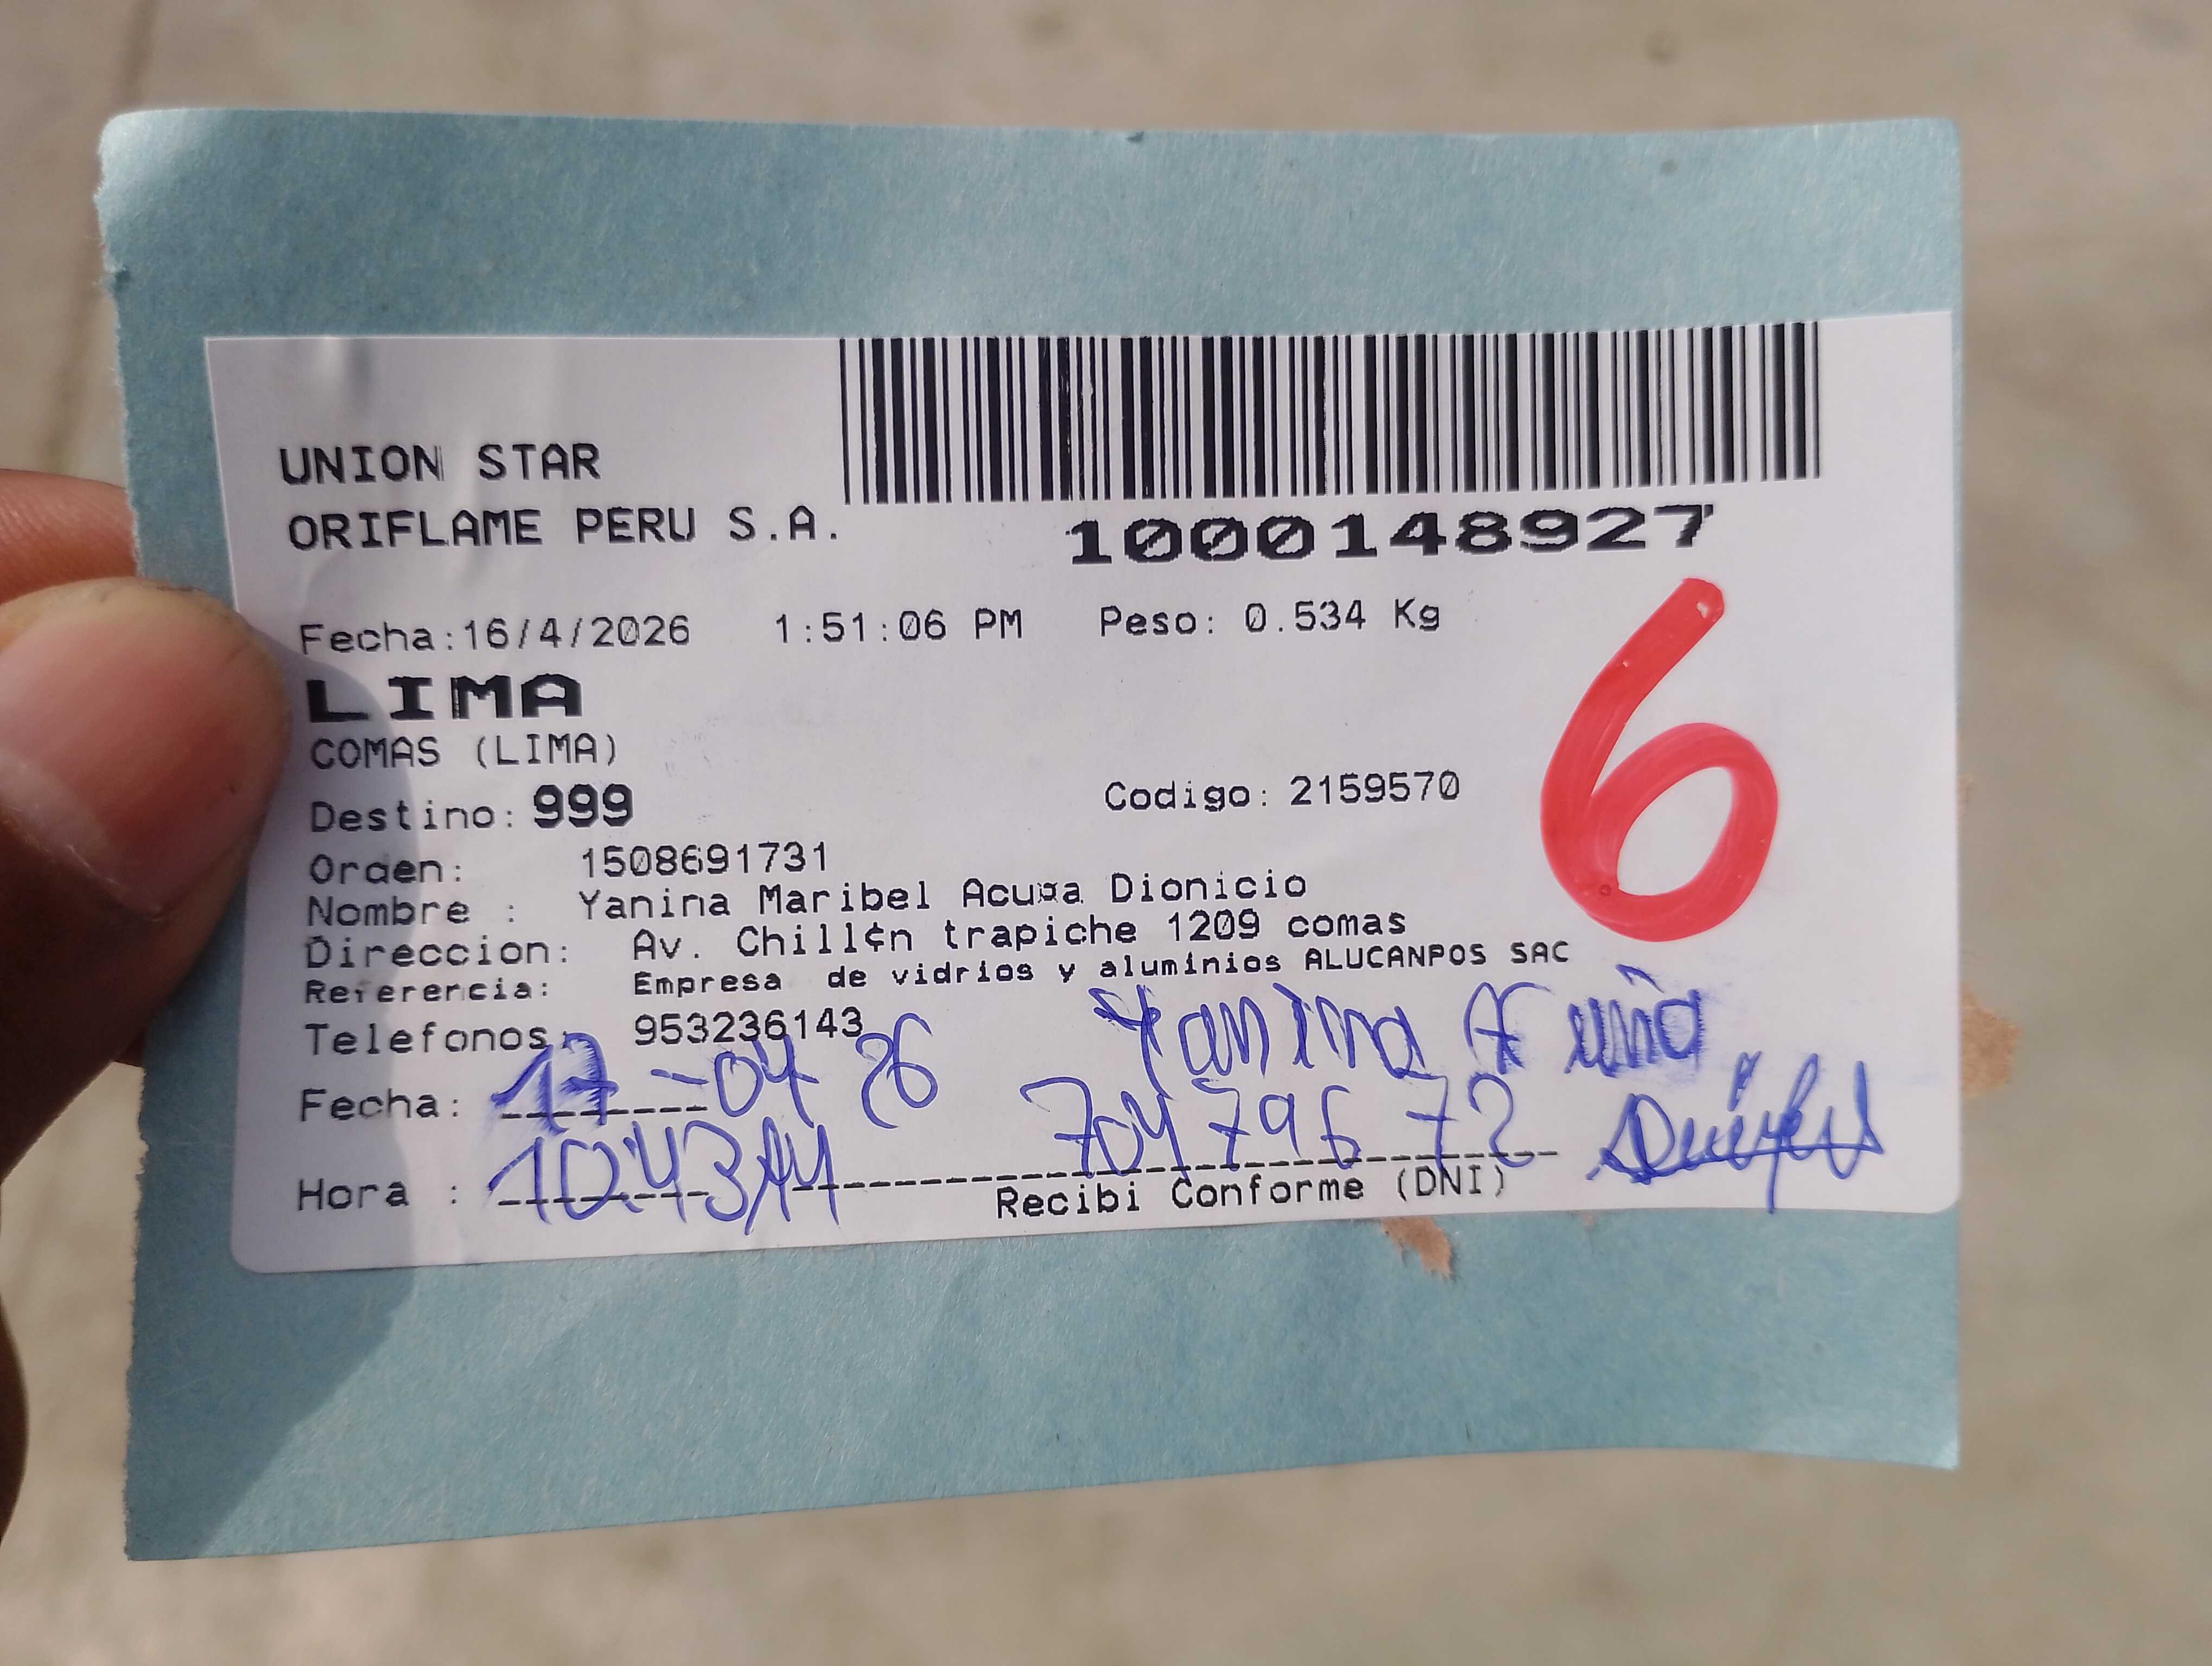 UNION STAR
ORIFLAME PERU S.A.
1000148927
Fecha:16/4/2026 1:51:06 PM Peso: 0.534 Kg
LIMA
COMAS (LIMA)
Destino: 999 Codigo: 2159570
6
Orden: 1508691731
Nombre : Yanina Maribel Acu¤a Dionicio
Direccion: Av. Chill¢n trapiche 1209 comas
Referencia: Empresa de vidrios y aluminios ALUCANPOS SAC
Telefonos: 953236143
Yanina Acuña
Fecha: 17-04 26 704796 72
Hora : 10:43AM
Recibi Conforme (DNI)